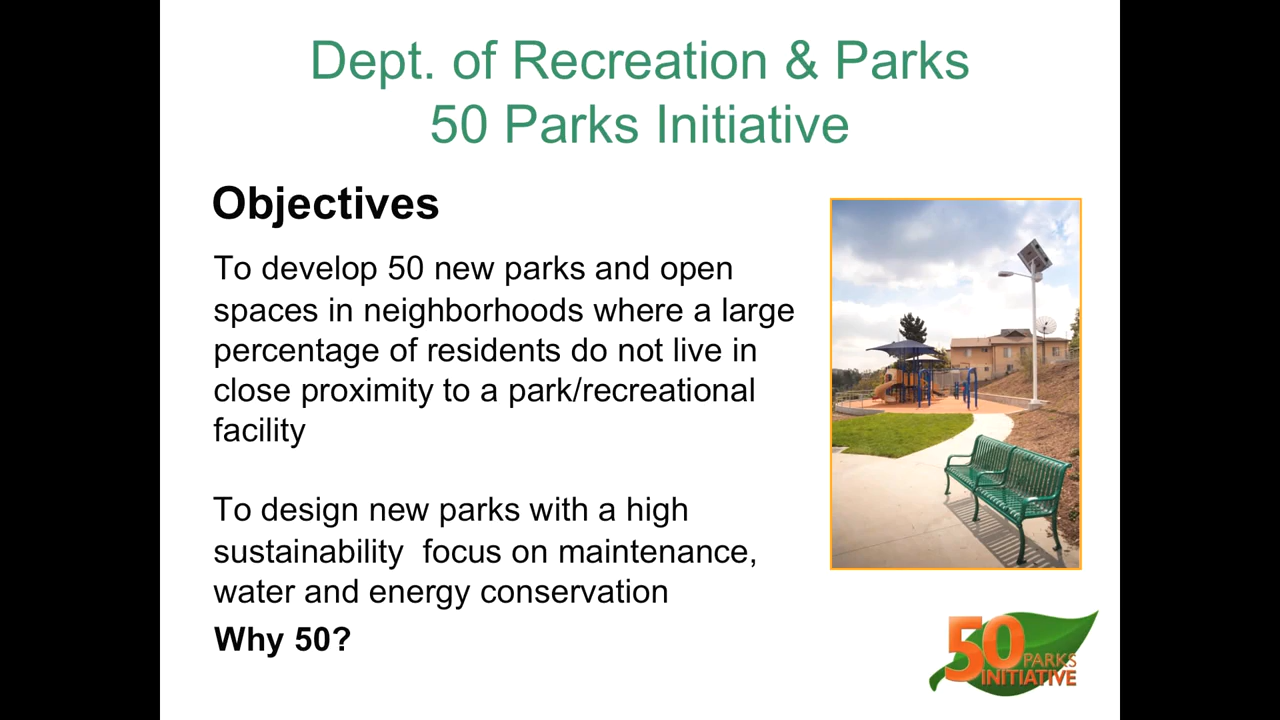 Dept. of Recreation & Parks
50 Parks Initiative
Objectives
To develop 50 new parks and open
spaces in neighborhoods where a large
percentage of residents do not live in
close proximity to a park/recreational
facility
To design new parks with a high
sustainability  focus on maintenance,
water and energy conservation
Why 50?
50 PARKS
INITIATIVE